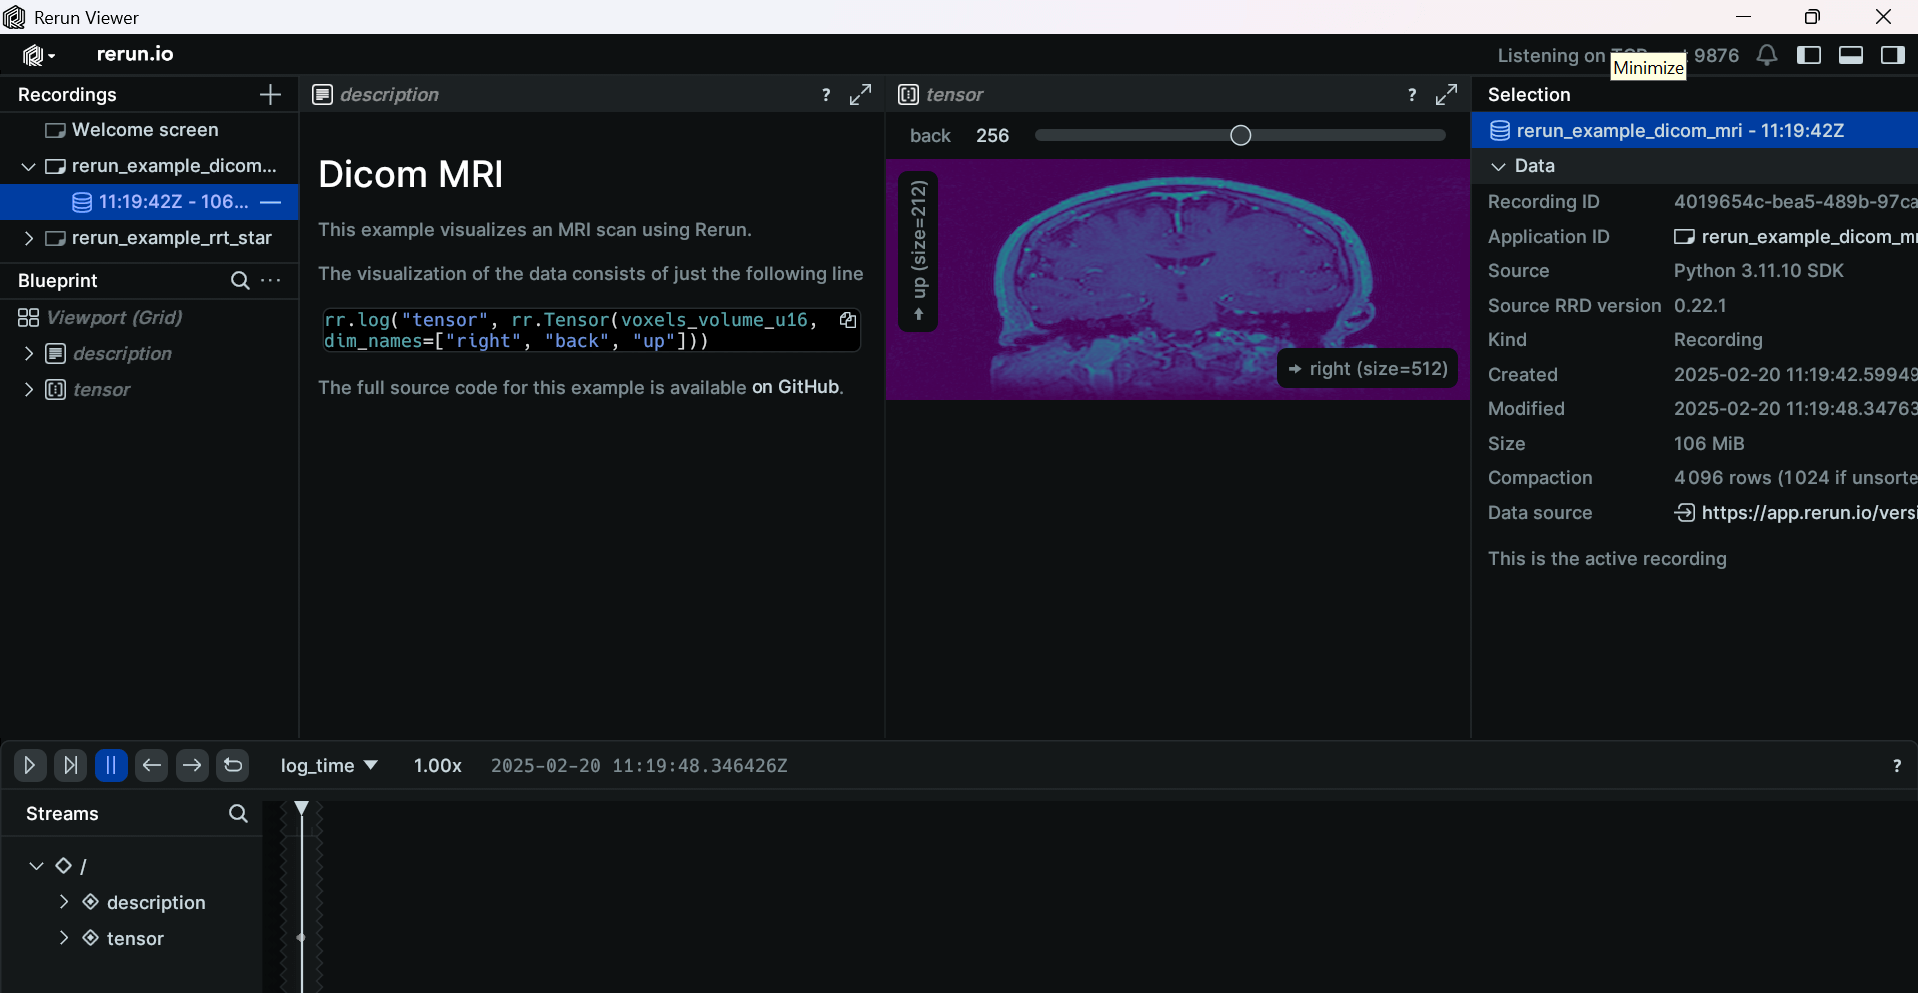 Rerun Viewer
rerun.io
Listening on
9876
Minimize
Recordings
Welcome screen
rerun_example_dicom...
11:19:42Z - 106...
rerun_example_rrt_star
Blueprint
Viewport (Grid)
description
tensor
description
?
Dicom MRI
This example visualizes an MRI scan using Rerun.
The visualization of the data consists of just the following line
rr.log("tensor", rr.Tensor(voxels_volume_u16,
dim_names=["right", "back", "up"]))
The full source code for this example is available on GitHub.
tensor
?
back 256
up (size=212)
right (size=512)
Selection
rerun_example_dicom_mri - 11:19:42Z
Data
Recording ID 4019654c-bea5-489b-97ca
Application ID rerun_example_dicom_m
Source Python 3.11.10 SDK
Source RRD version 0.22.1
Kind Recording
Created 2025-02-20 11:19:42.59949
Modified 2025-02-20 11:19:48.34763
Size 106 MiB
Compaction 4096 rows (1024 if unsorte
Data source https://app.rerun.io/versi
This is the active recording
log_time 1.00x 2025-02-20 11:19:48.346426Z
?
Streams
/
description
tensor